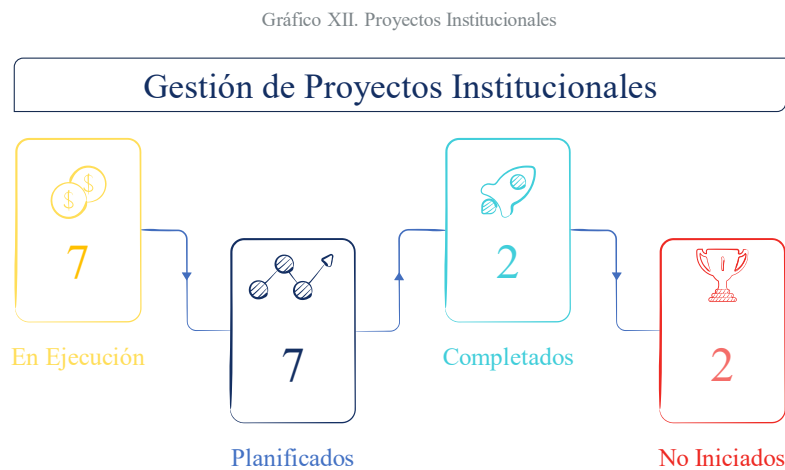 Gráfico XII. Proyectos Institucionales
Gestión de Proyectos Institucionales
$ $
7
En Ejecución
7
Planificados
2
Completados
2
No Iniciados